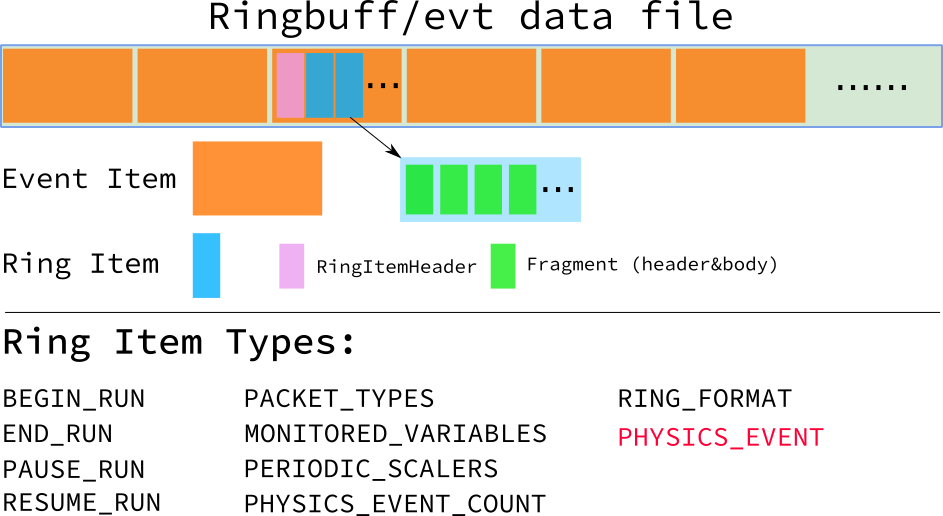 Ringbuff/evt data file
...
......
Event Item
...
Ring Item
RingItemHeader
Fragment (header&body)
Ring Item Types:
BEGIN_RUN
END_RUN
PAUSE_RUN
RESUME_RUN
PACKET_TYPES
MONITORED_VARIABLES
PERIODIC_SCALERS
PHYSICS_EVENT_COUNT
RING_FORMAT
PHYSICS_EVENT